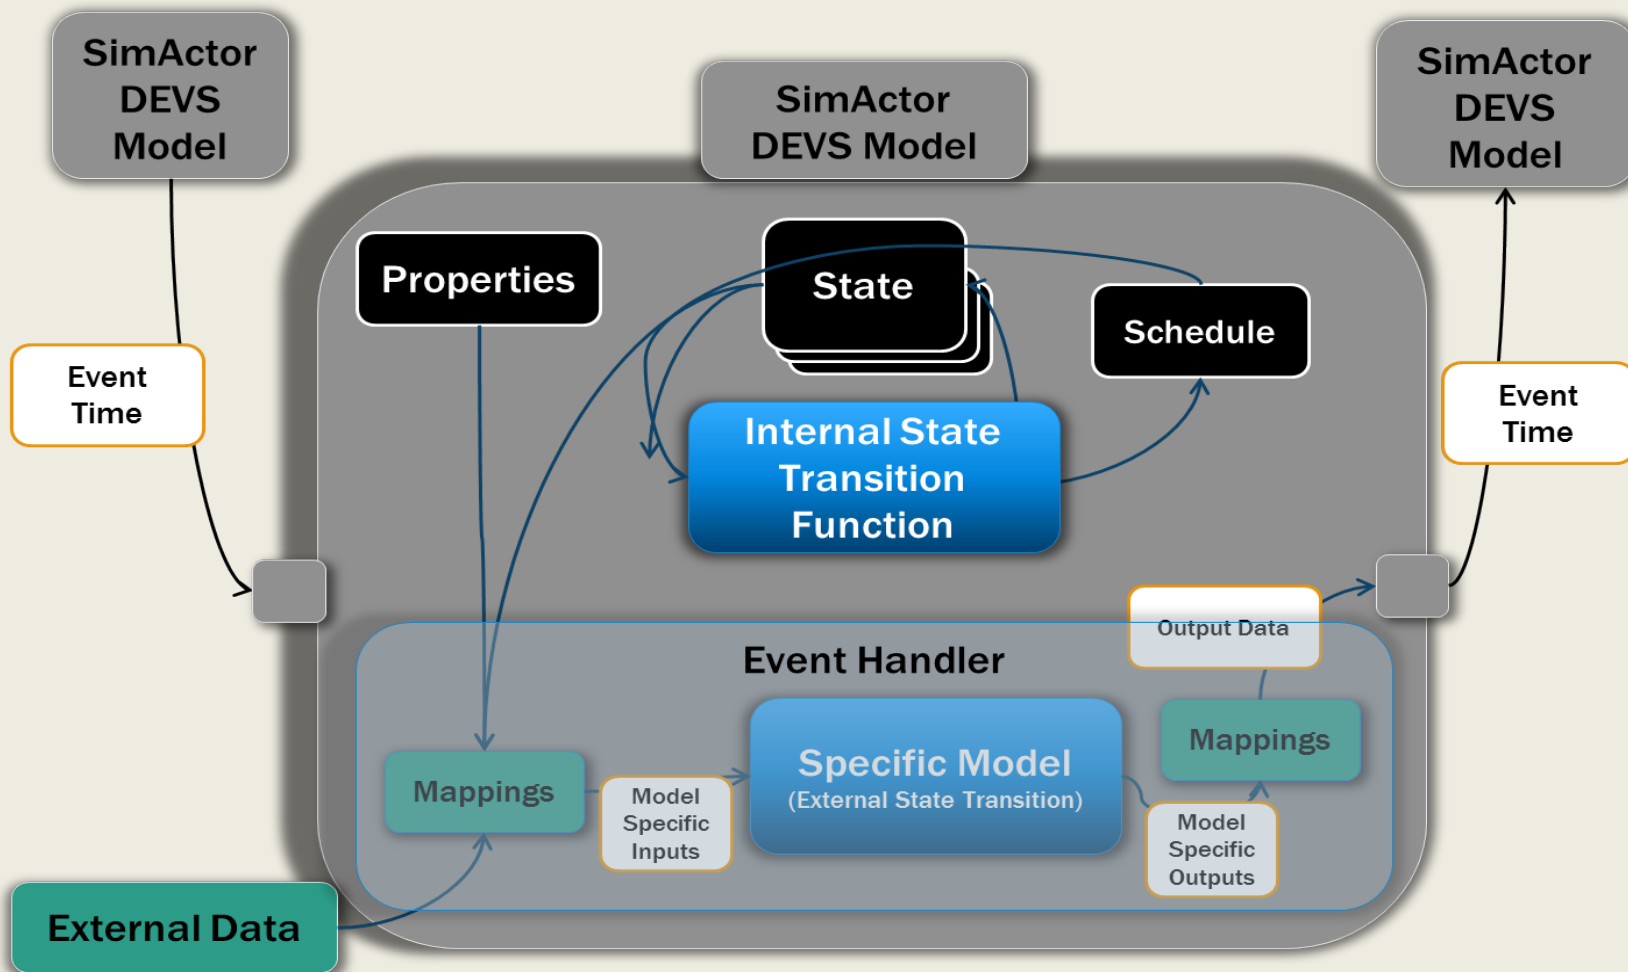 SimActor
DEVS
Model
SimActor
DEVS Model
SimActor
DEVS
Model
Properties
State
Schedule
Event
Time
Internal State
Transition
Function
Event
Time
Output Data
Event Handler
Mappings
Model
Specific
Inputs
Specific Model
(External State Transition)
Mappings
Model
Specific
Outputs
External Data